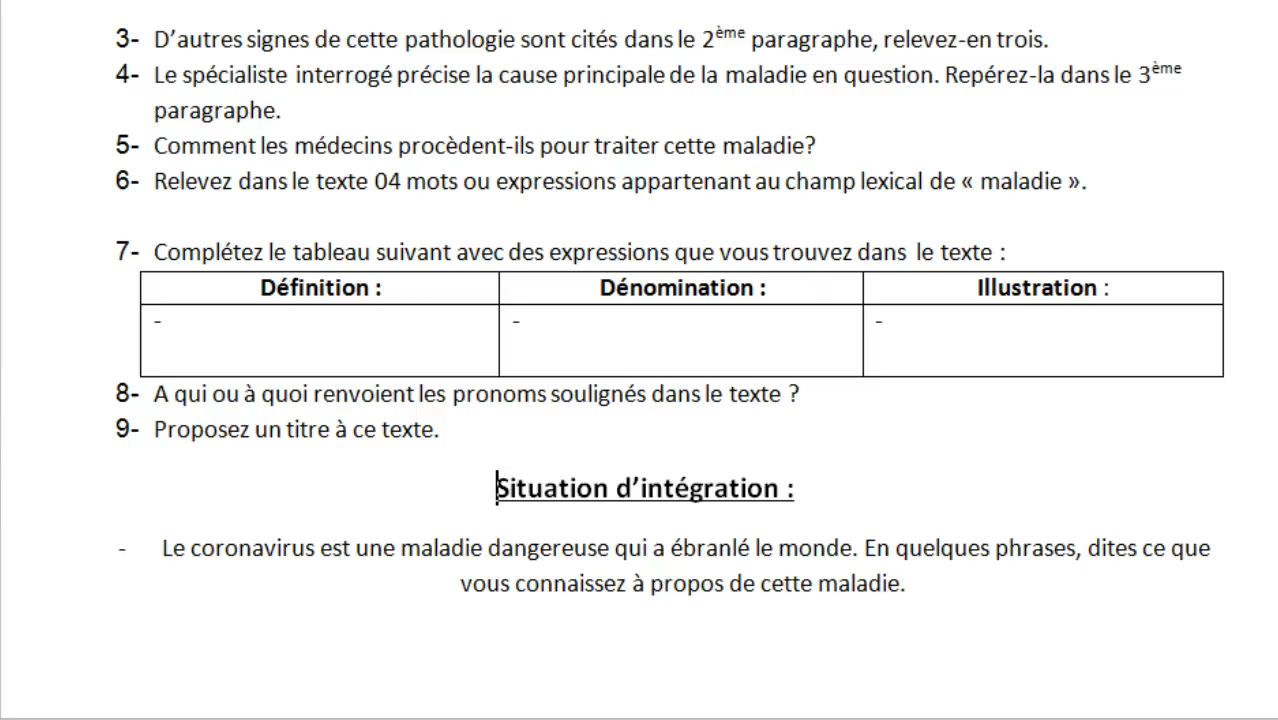 3- D'autres signes de cette pathologie sont cités dans le 2ème paragraphe, relevez-en trois.
4- Le spécialiste interrogé précise la cause principale de la maladie en question. Repérez-la dans le 3ème
paragraphe.
5- Comment les médecins procèdent-ils pour traiter cette maladie?
6- Relevez dans le texte 04 mots ou expressions appartenant au champ lexical de « maladie ».
7- Complétez le tableau suivant avec des expressions que vous trouvez dans le texte :
Définition : Dénomination : Illustration :
- - -
8- A qui ou à quoi renvoient les pronoms soulignés dans le texte ?
9- Proposez un titre à ce texte.
Situation d'intégration :
- Le coronavirus est une maladie dangereuse qui a ébranlé le monde. En quelques phrases, dites ce que
vous connaissez à propos de cette maladie.